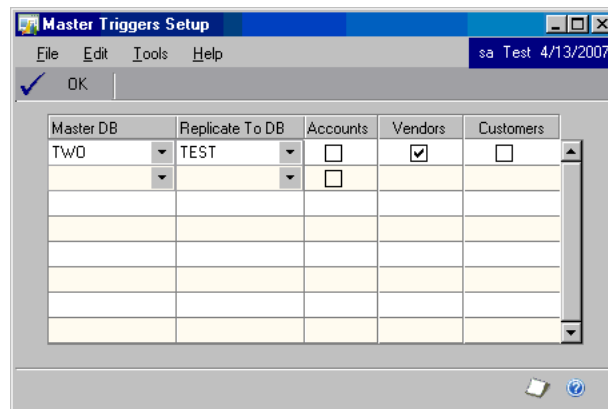 Master Triggers Setup
File Edit Tools Help sa Test 4/13/2007
OK
Master DB Replicate To DB Accounts Vendors Customers
TWO TEST